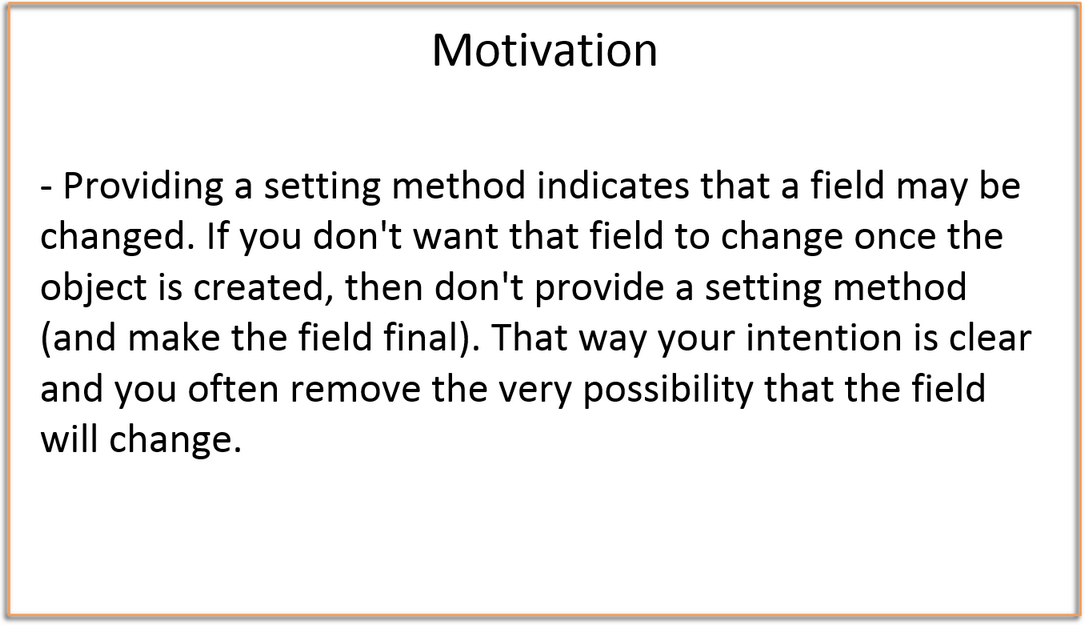 Motivation
- Providing a setting method indicates that a field may be
changed. If you don't want that field to change once the
object is created, then don't provide a setting method
(and make the field final). That way your intention is clear
and you often remove the very possibility that the field
will change.